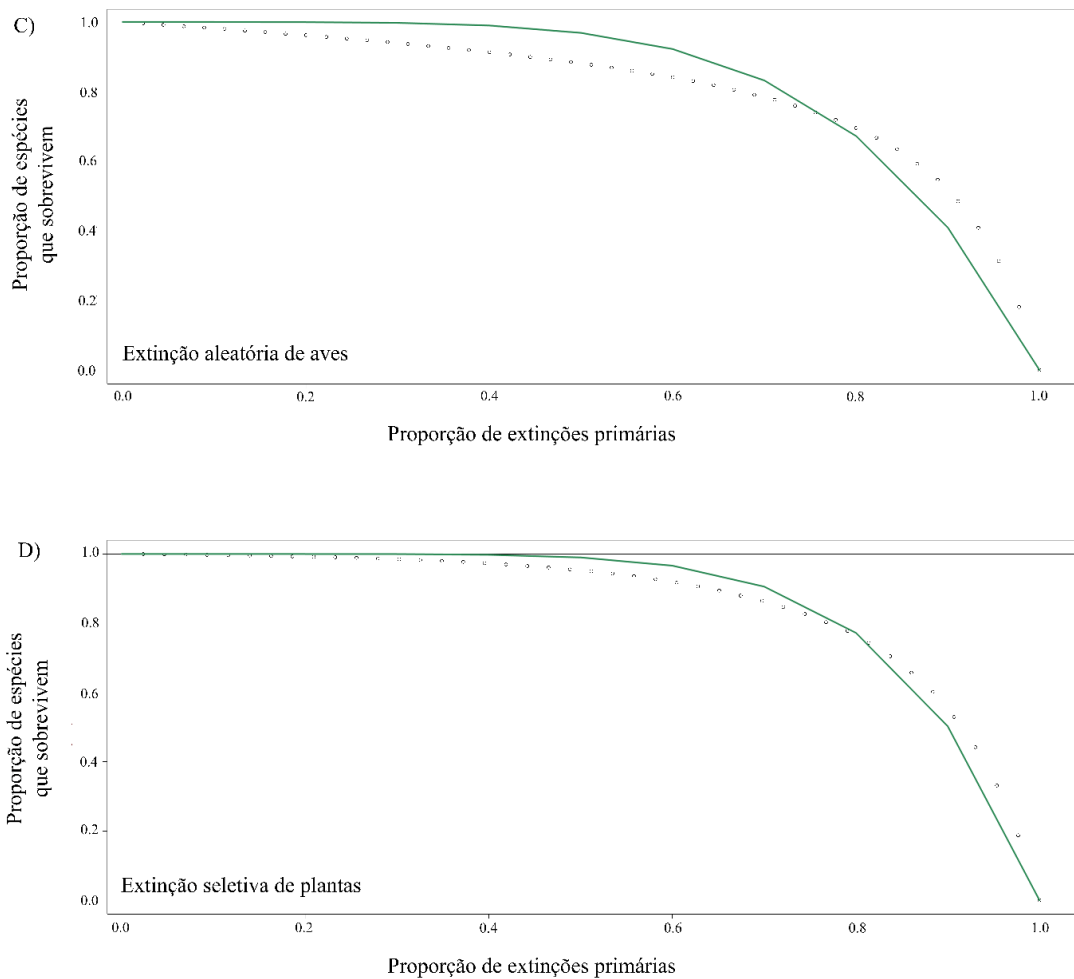 C)
1.0
0.8
0.6
0.4
0.2
0.0
Proporção de espécies
que sobrevivem
Extinção aleatória de aves
0.0 0.2 0.4 0.6 0.8 1.0
Proporção de extinções primárias
D)
1.0
0.8
0.6
0.4
0.2
0.0
Proporção de espécies
que sobrevivem
Extinção seletiva de plantas
0.0 0.2 0.4 0.6 0.8 1.0
Proporção de extinções primárias